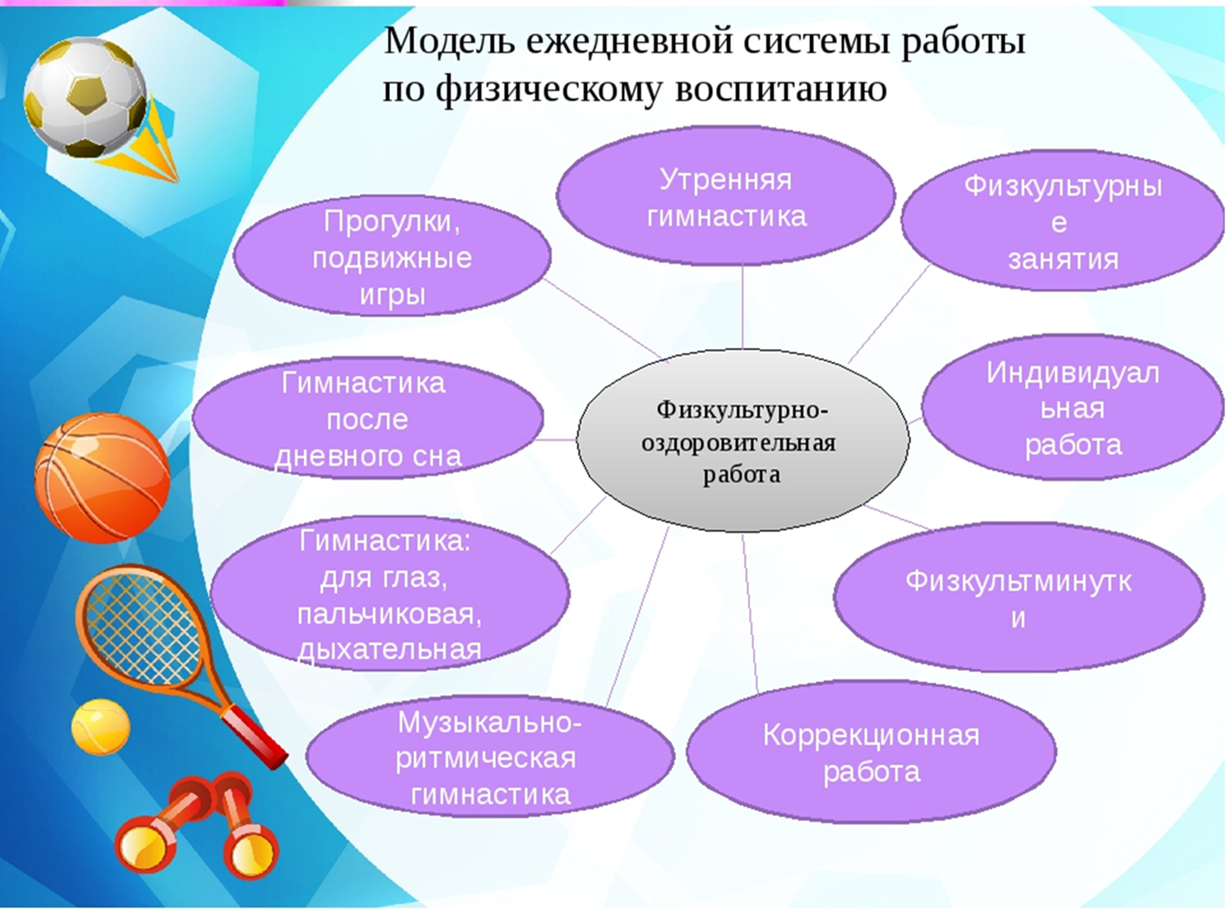 Модель ежедневной системы работы
по физическому воспитанию
Утренняя
гимнастика
Физкультурны
е
занятия
Прогулки,
подвижные
игры
Индивидуал
ьная
работа
Гимнастика
после
дневного сна
Физкультурно-
оздоровительная
работа
Гимнастика:
для глаз,
пальчиковая,
дыхательная
Физкультминутк
и
Музыкально-
ритмическая
гимнастика
Коррекционная
работа